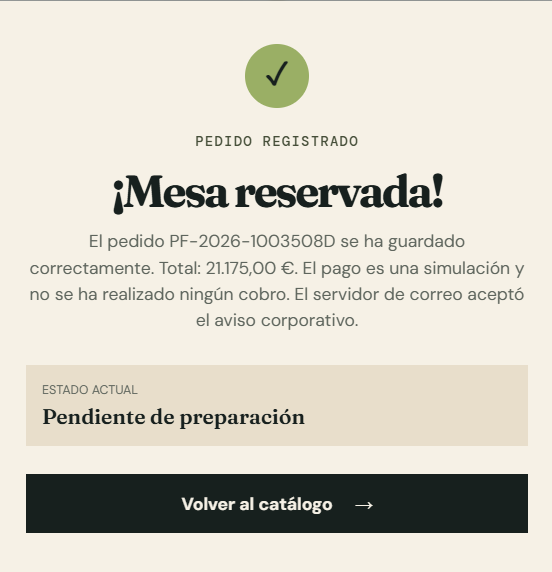 ✓
PEDIDO REGISTRADO
¡Mesa reservada!
El pedido PF-2026-1003508D se ha guardado
correctamente. Total: 21.175,00 €. El pago es una simulación y
no se ha realizado ningún cobro. El servidor de correo aceptó
el aviso corporativo.
ESTADO ACTUAL
Pendiente de preparación
Volver al catálogo →